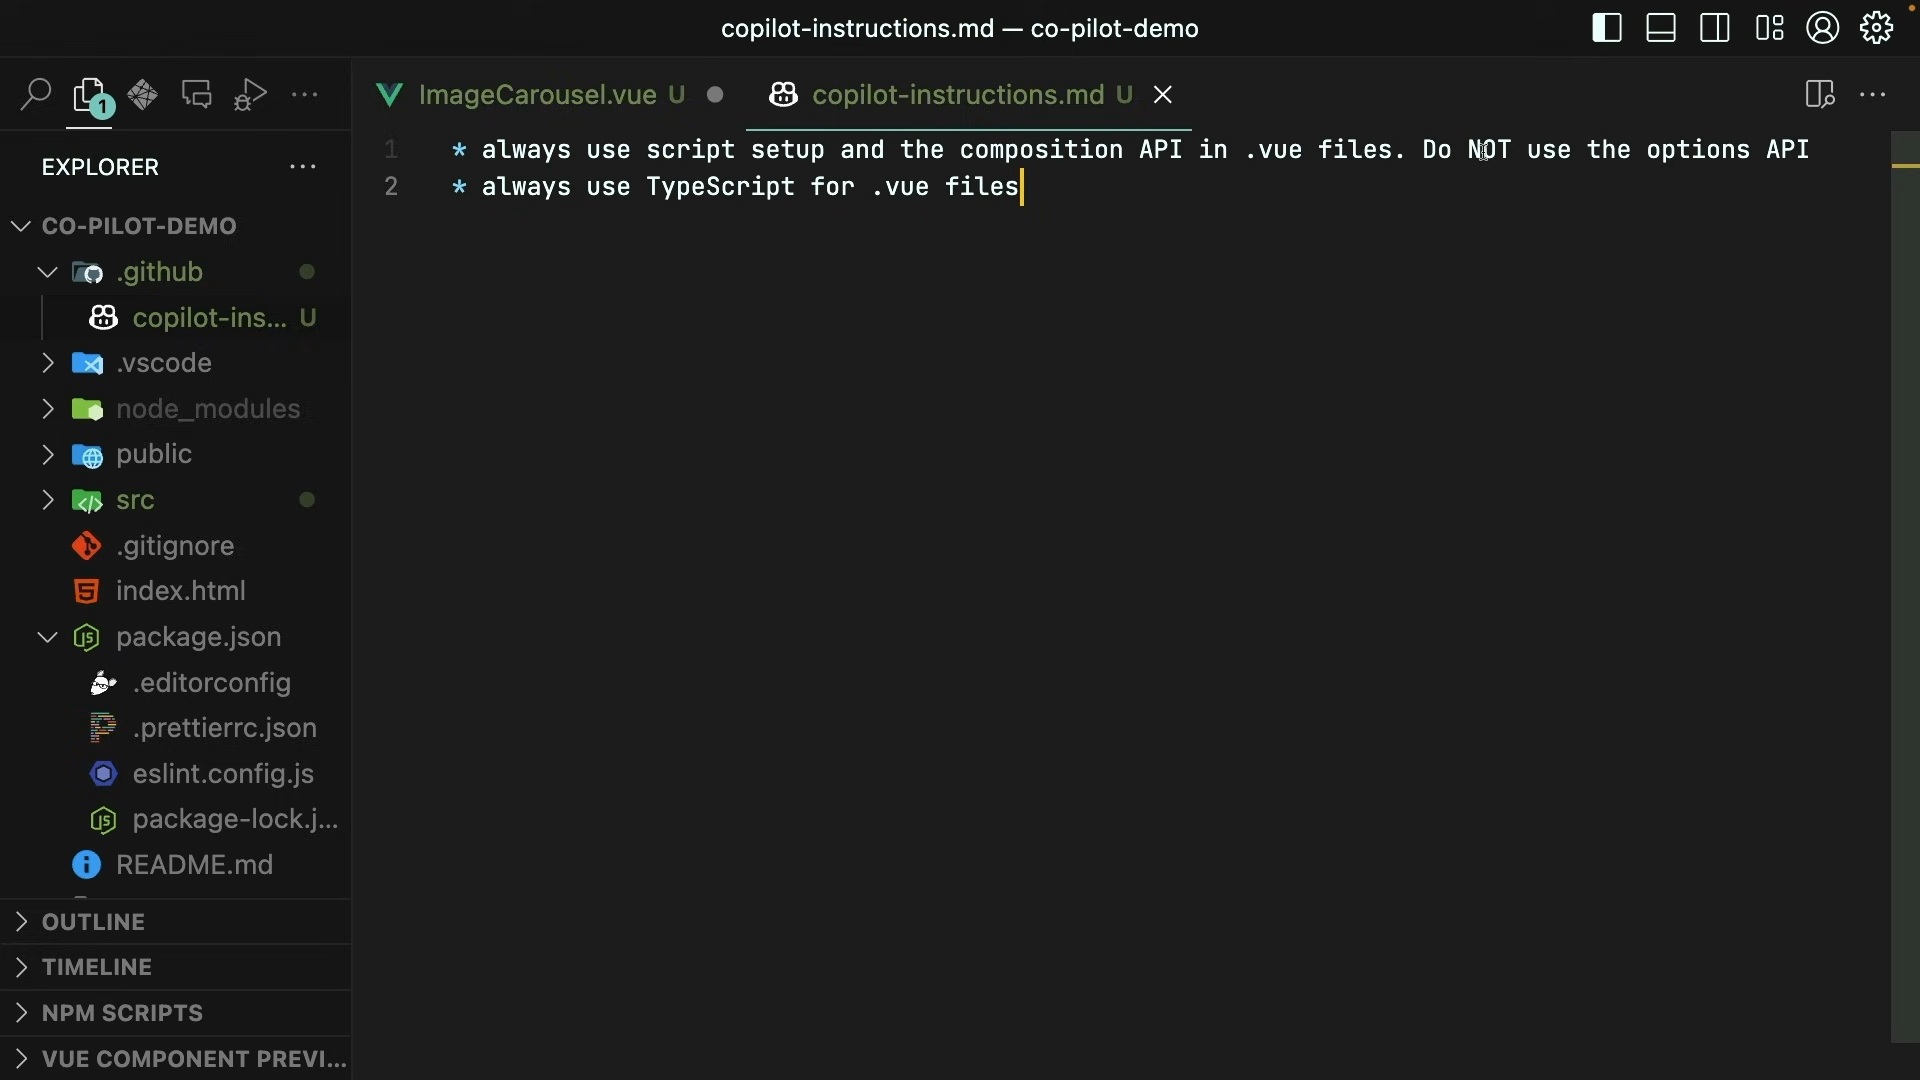 copilot-instructions.md — co-pilot-demo
1
ImageCarousel.vue U
copilot-instructions.md U
EXPLORER
CO-PILOT-DEMO
.github
copilot-ins... U
.vscode
node_modules
public
src
.gitignore
index.html
package.json
.editorconfig
.prettierrc.json
eslint.config.js
package-lock.j...
README.md
OUTLINE
TIMELINE
NPM SCRIPTS
VUE COMPONENT PREVI...
1 * always use script setup and the composition API in .vue files. Do NOT use the options API
2 * always use TypeScript for .vue files